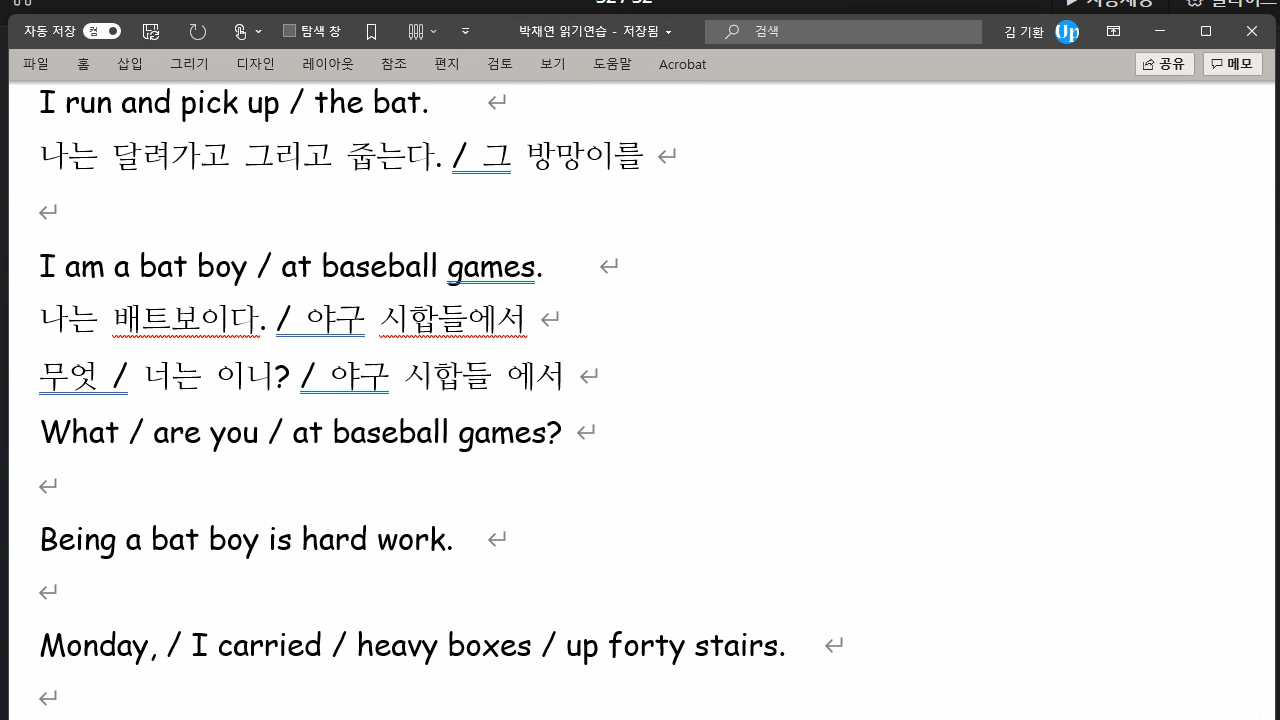 자동 저장 컴 탐색 창 박채연 읽기연습 - 저장됨 검색 김 기환 Up
파일 홈 삽입 그리기 디자인 레이아웃 참조 편지 검토 보기 도움말 Acrobat 공유 메모
I run and pick up / the bat.
나는 달려가고 그리고 줍는다. / 그 방망이를
I am a bat boy / at baseball games.
나는 배트보이다. / 야구 시합들에서
무엇 / 너는 이니? / 야구 시합들 에서
What / are you / at baseball games?
Being a bat boy is hard work.
Monday, / I carried / heavy boxes / up forty stairs.